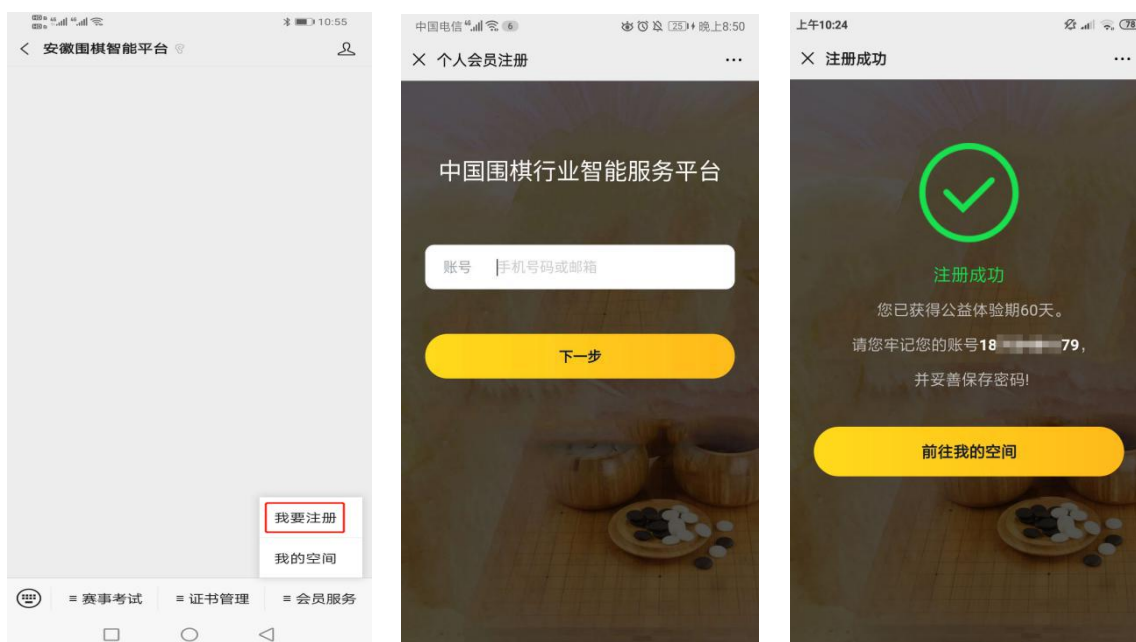 10:55
安徽围棋智能平台
我要注册
我的空间
赛事考试
证书管理
会员服务
中国电信
6
25
晚上8:50
个人会员注册
中国围棋行业智能服务平台
账号 手机号码或邮箱
下一步
上午10:24
78
注册成功
注册成功
您已获得公益体验期60天。
请您牢记您的账号18 79，
并妥善保存密码!
前往我的空间